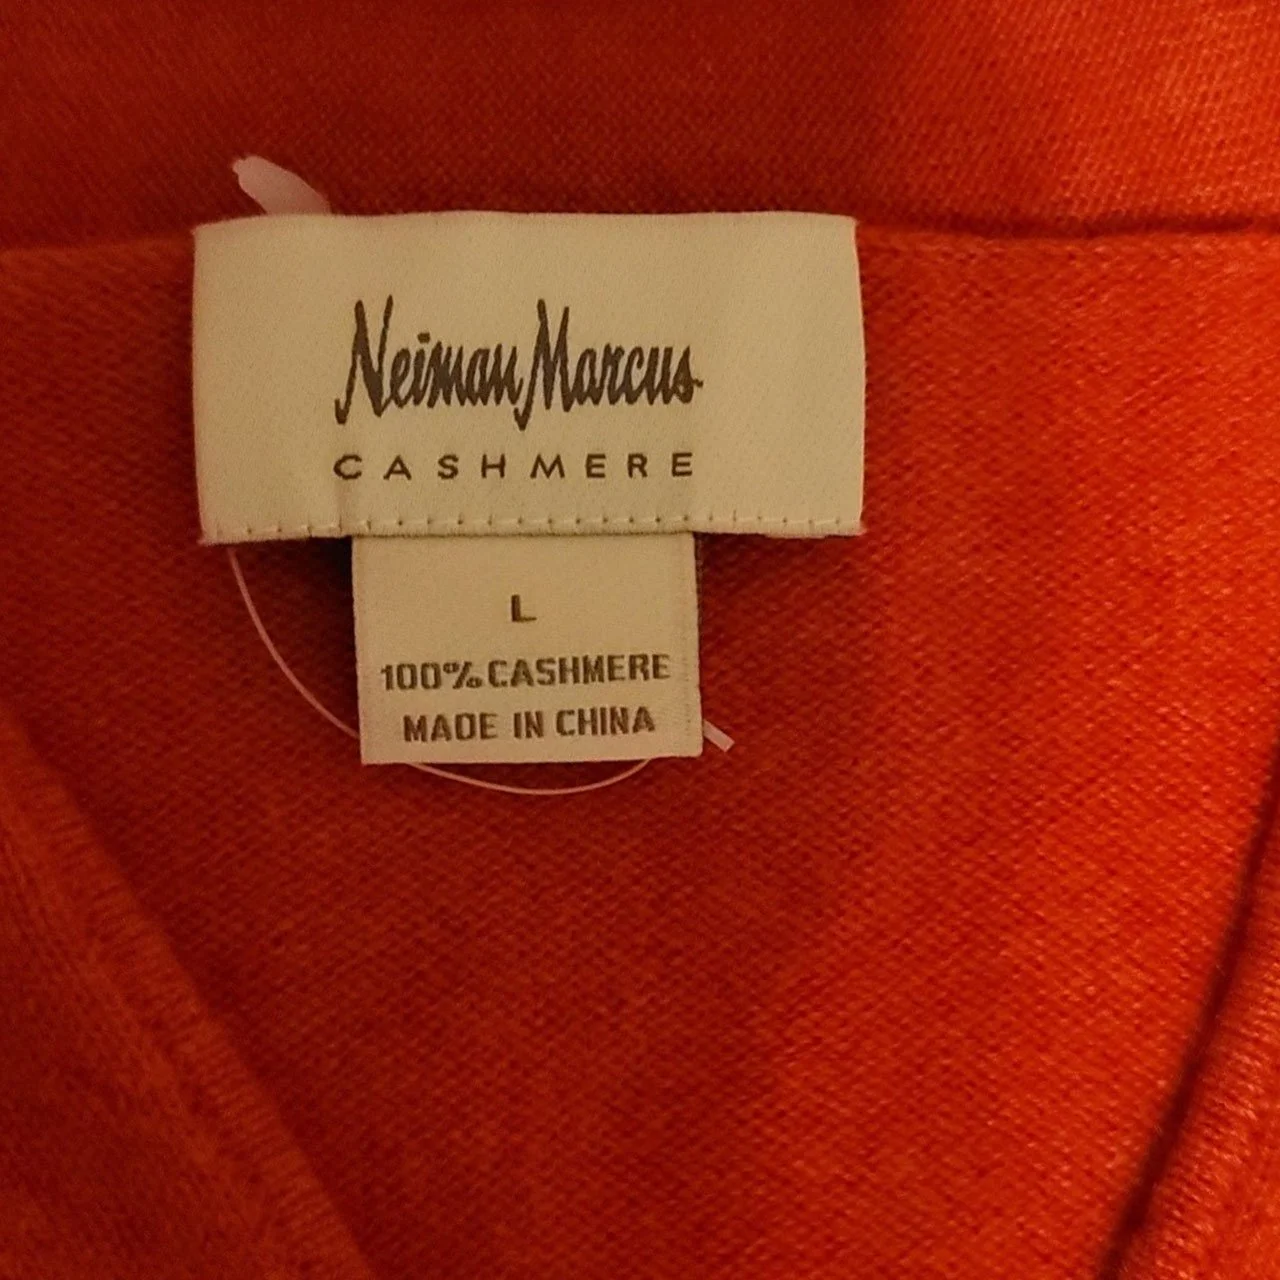 Neiman Marcus
CASHMERE
L
100% CASHMERE
MADE IN CHINA